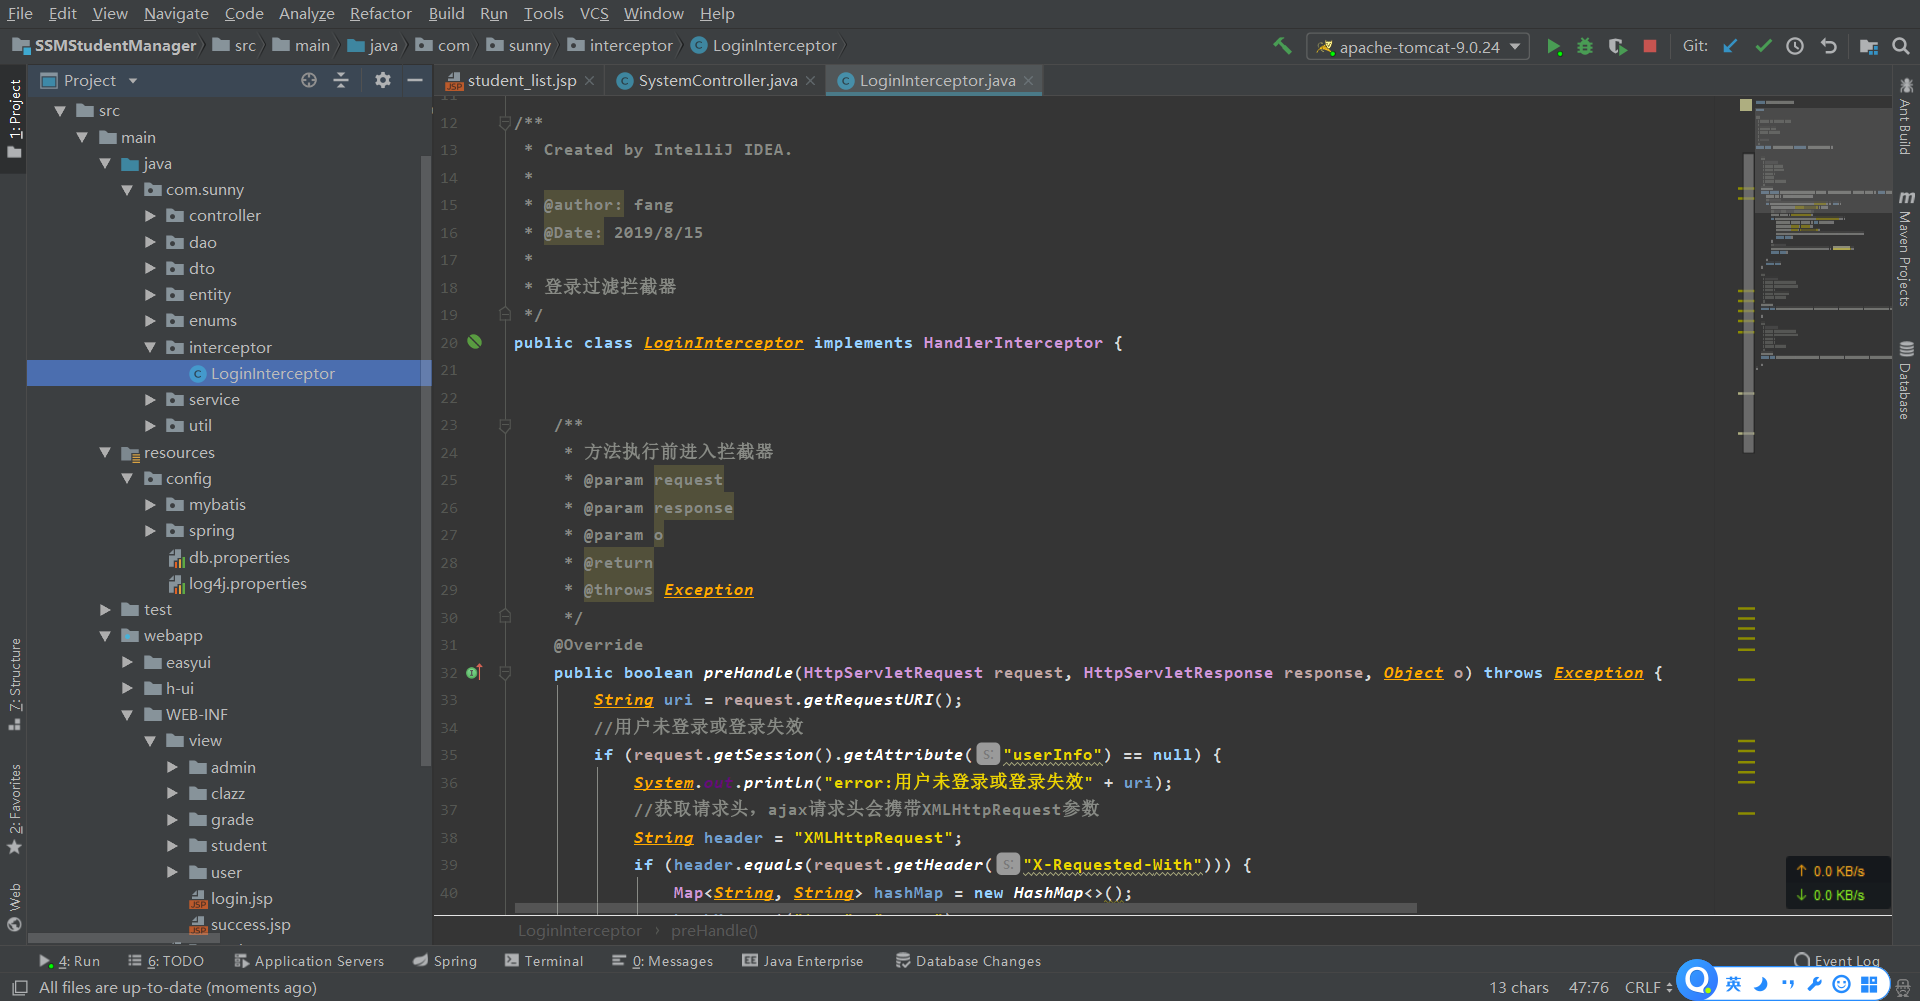 File Edit View Navigate Code Analyze Refactor Build Run Tools VCS Window Help
SSMStudentManager src main java com sunny interceptor LoginInterceptor
apache-tomcat-9.0.24 Git:
Project
student_list.jsp SystemController.java LoginInterceptor.java
1: Project
7: Structure
2: Favorites
Web
src
main
java
com.sunny
controller
dao
dto
entity
enums
interceptor
LoginInterceptor
service
util
resources
config
mybatis
spring
db.properties
log4j.properties
test
webapp
easyui
h-ui
WEB-INF
view
admin
clazz
grade
student
user
login.jsp
success.jsp
11
12 /**
13 * Created by IntelliJ IDEA.
14 *
15 * @author: fang
16 * @Date: 2019/8/15
17 *
18 * 登录过滤拦截器
19 */
20 public class LoginInterceptor implements HandlerInterceptor {
21
22
23 /**
24 * 方法执行前进入拦截器
25 * @param request
26 * @param response
27 * @param o
28 * @return
29 * @throws Exception
30 */
31 @Override
32 public boolean preHandle(HttpServletRequest request, HttpServletResponse response, Object o) throws Exception {
33 String uri = request.getRequestURI();
34 //用户未登录或登录失效
35 if (request.getSession().getAttribute( s: "userInfo") == null) {
36 System.out.println("error:用户未登录或登录失效" + uri);
37 //获取请求头，ajax请求头会携带XMLHttpRequest参数
38 String header = "XMLHttpRequest";
39 if (header.equals(request.getHeader( s: "X-Requested-With"))) {
40 Map<String, String> hashMap = new HashMap<>();
LoginInterceptor › preHandle()
Ant Build
m Maven Projects
Database
↑ 0.0 KB/s
↓ 0.0 KB/s
4: Run 6: TODO Application Servers Spring Terminal 0: Messages Java Enterprise Database Changes Event Log
All files are up-to-date (moments ago) 13 chars 47:76 CRLF
英